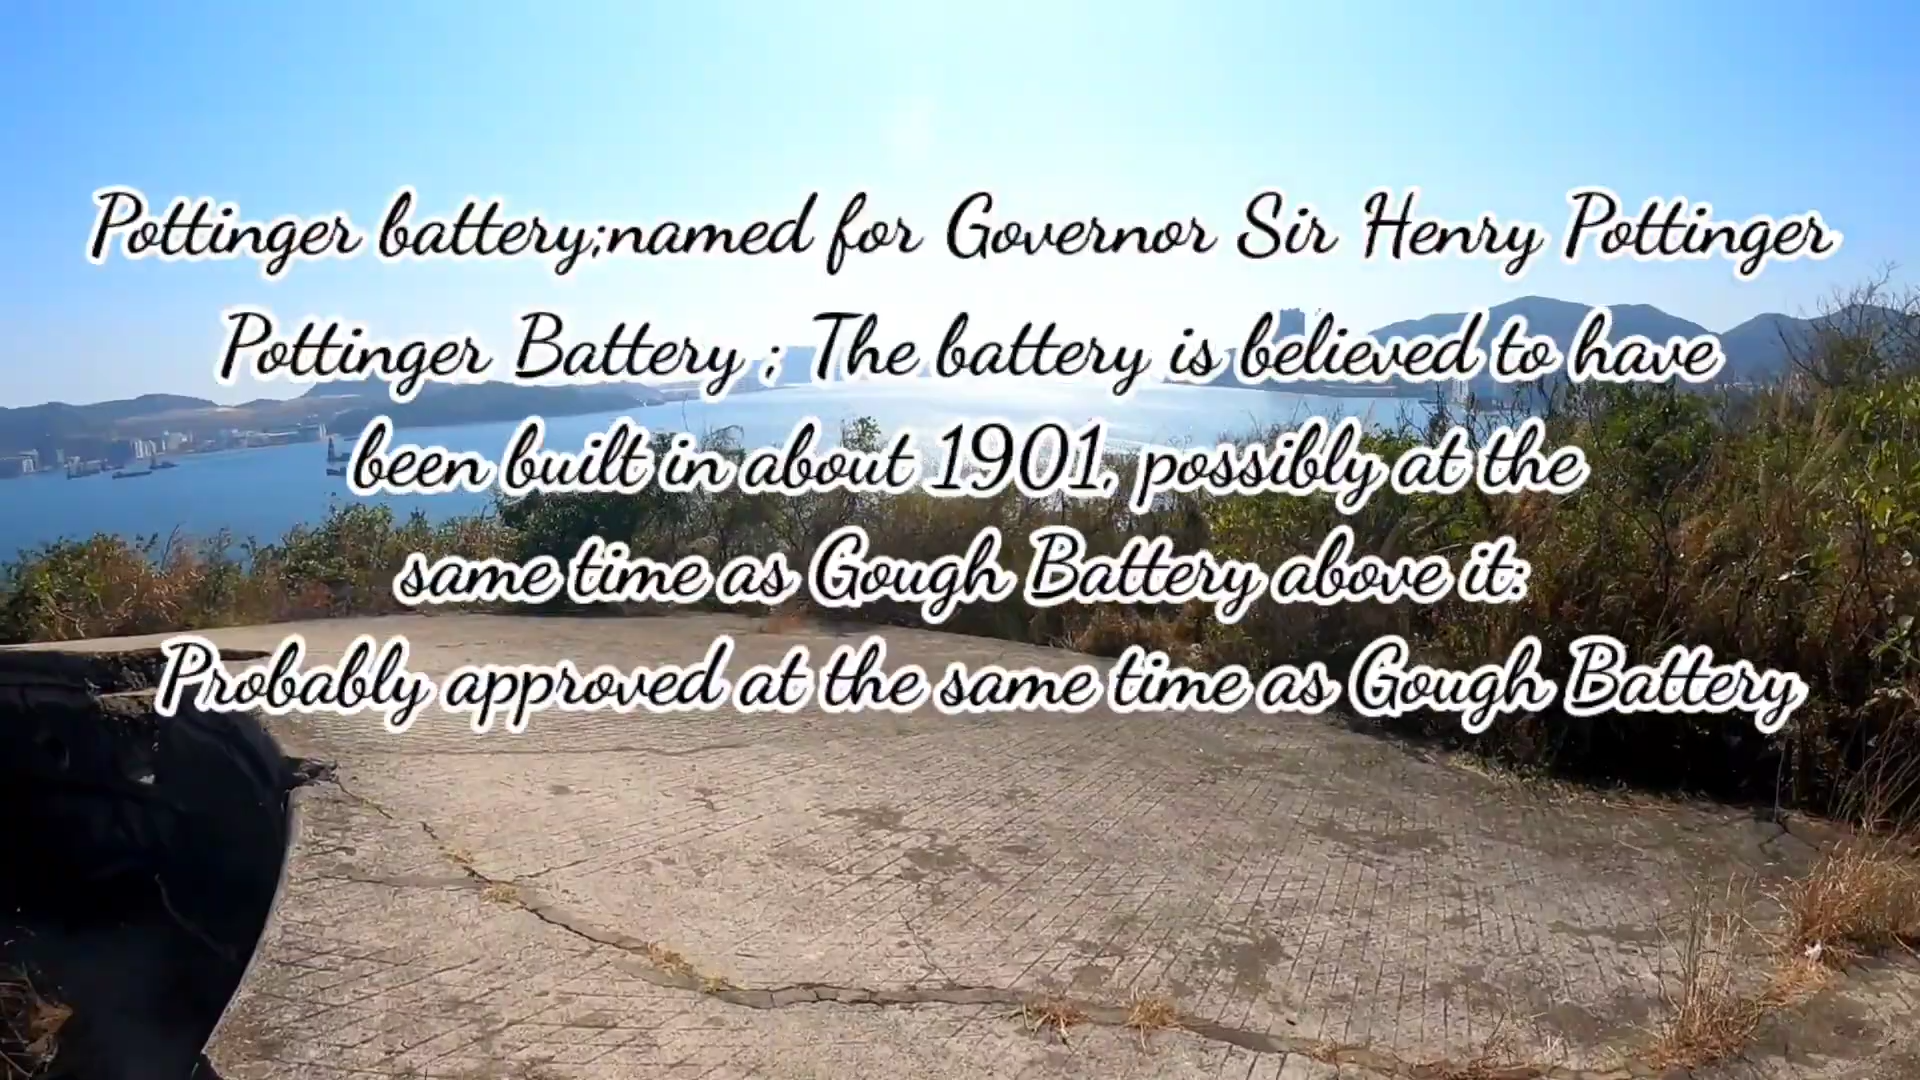 Pottinger battery;named for Governor Sir Henry Pottinger
Pottinger Battery ; The battery is believed to have
been built in about 1901, possibly at the
same time as Gough Battery above it:
Probably approved at the same time as Gough Battery